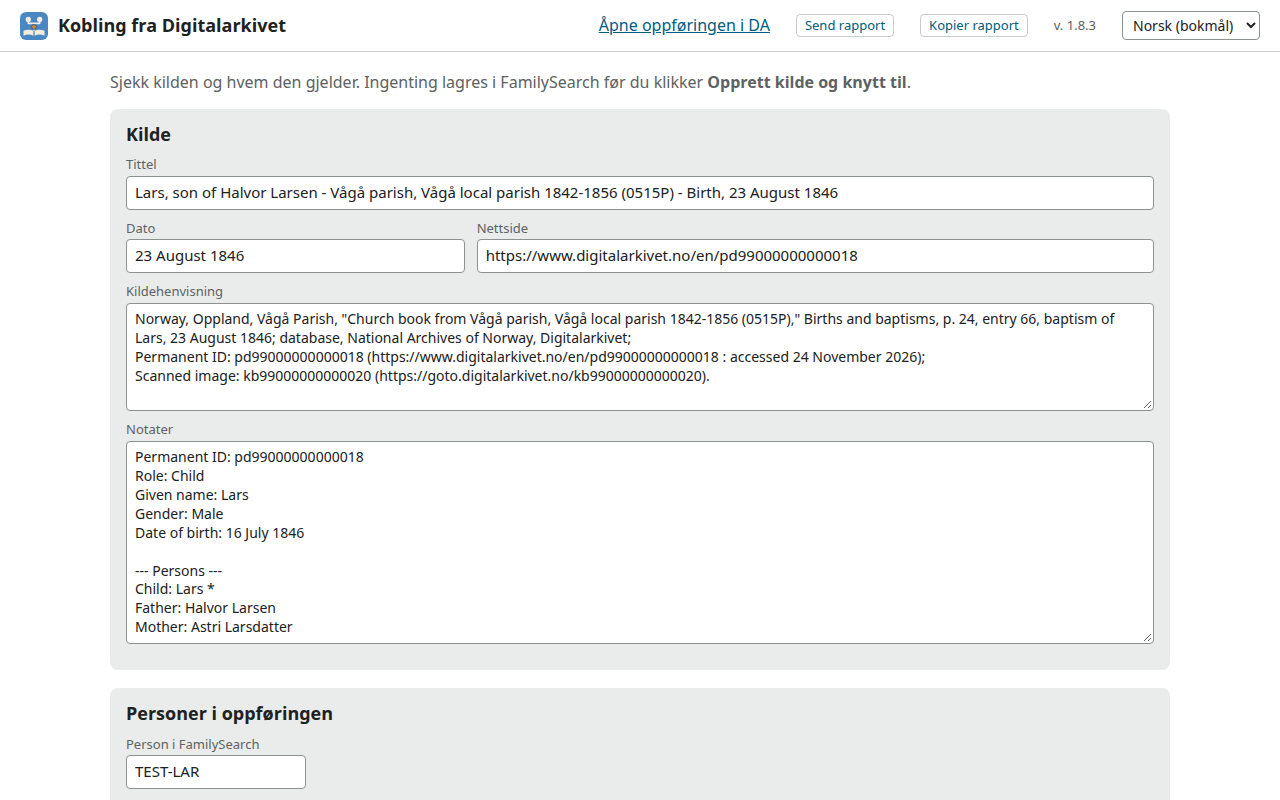 Kobling fra Digitalarkivet
Åpne oppføringen i DA
Send rapport
Kopier rapport
v. 1.8.3
Norsk (bokmål)
Sjekk kilden og hvem den gjelder. Ingenting lagres i FamilySearch før du klikker Opprett kilde og knytt til.
Kilde
Tittel
Lars, son of Halvor Larsen - Vågå parish, Vågå local parish 1842-1856 (0515P) - Birth, 23 August 1846
Dato
23 August 1846
Nettside
https://www.digitalarkivet.no/en/pd99000000000018
Kildehenvisning
Norway, Oppland, Vågå Parish, "Church book from Vågå parish, Vågå local parish 1842-1856 (0515P)," Births and baptisms, p. 24, entry 66, baptism of
Lars, 23 August 1846; database, National Archives of Norway, Digitalarkivet;
Permanent ID: pd99000000000018 (https://www.digitalarkivet.no/en/pd99000000000018 : accessed 24 November 2026);
Scanned image: kb99000000000020 (https://goto.digitalarkivet.no/kb99000000000020).
Notater
Permanent ID: pd99000000000018
Role: Child
Given name: Lars
Gender: Male
Date of birth: 16 July 1846
--- Persons ---
Child: Lars *
Father: Halvor Larsen
Mother: Astri Larsdatter
Personer i oppføringen
Person i FamilySearch
TEST-LAR